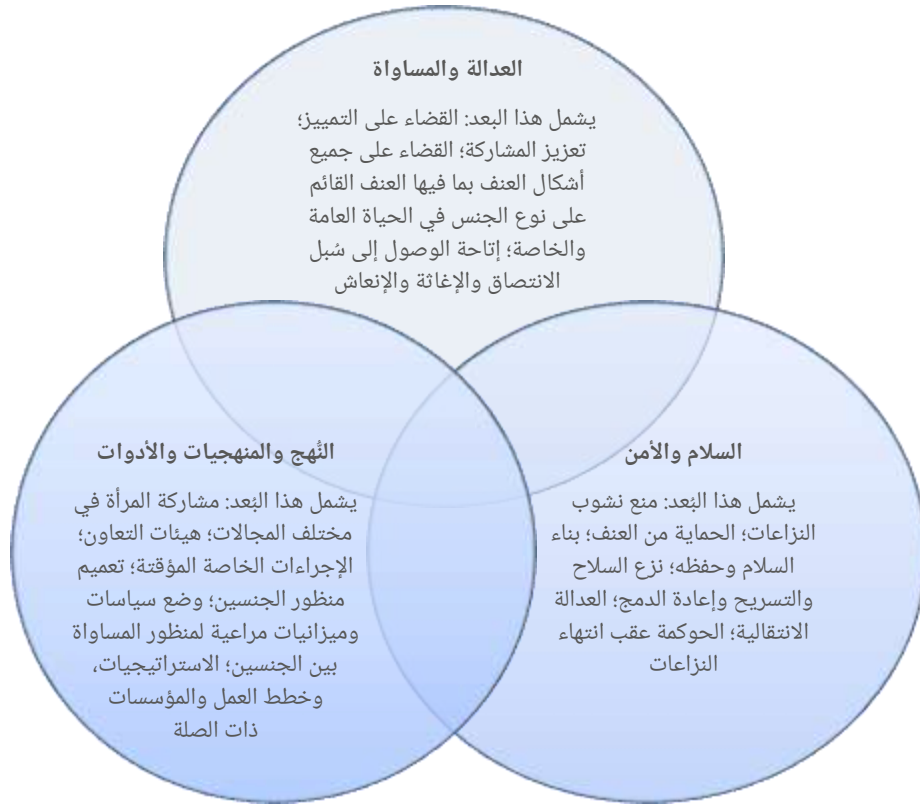 العدالة والمساواة
يشمل هذا البعد: القضاء على التمييز؛
تعزيز المشاركة؛ القضاء على جميع
أشكال العنف بما فيها العنف القائم
على نوع الجنس في الحياة العامة
والخاصة؛ إتاحة الوصول إلى سُبل
الانتصاق والإغاثة والإنعاش
السلام والأمن
يشمل هذا البُعد: منع نشوب
النزاعات؛ الحماية من العنف؛ بناء
السلام وحفظه؛ نزع السلاح
والتسريح وإعادة الدمج؛ العدالة
الانتقالية؛ الحوكمة عقب انتهاء
النزاعات
النُّهج والمنهجيات والأدوات
يشمل هذا البُعد: مشاركة المرأة في
مختلف المجالات؛ هيئات التعاون؛
الإجراءات الخاصة المؤقتة؛ تعميم
منظور الجنسين؛ وضع سياسات
وميزانيات مراعية لمنظور المساواة
بين الجنسين؛ الاستراتيجيات،
وخطط العمل والمؤسسات
ذات الصلة